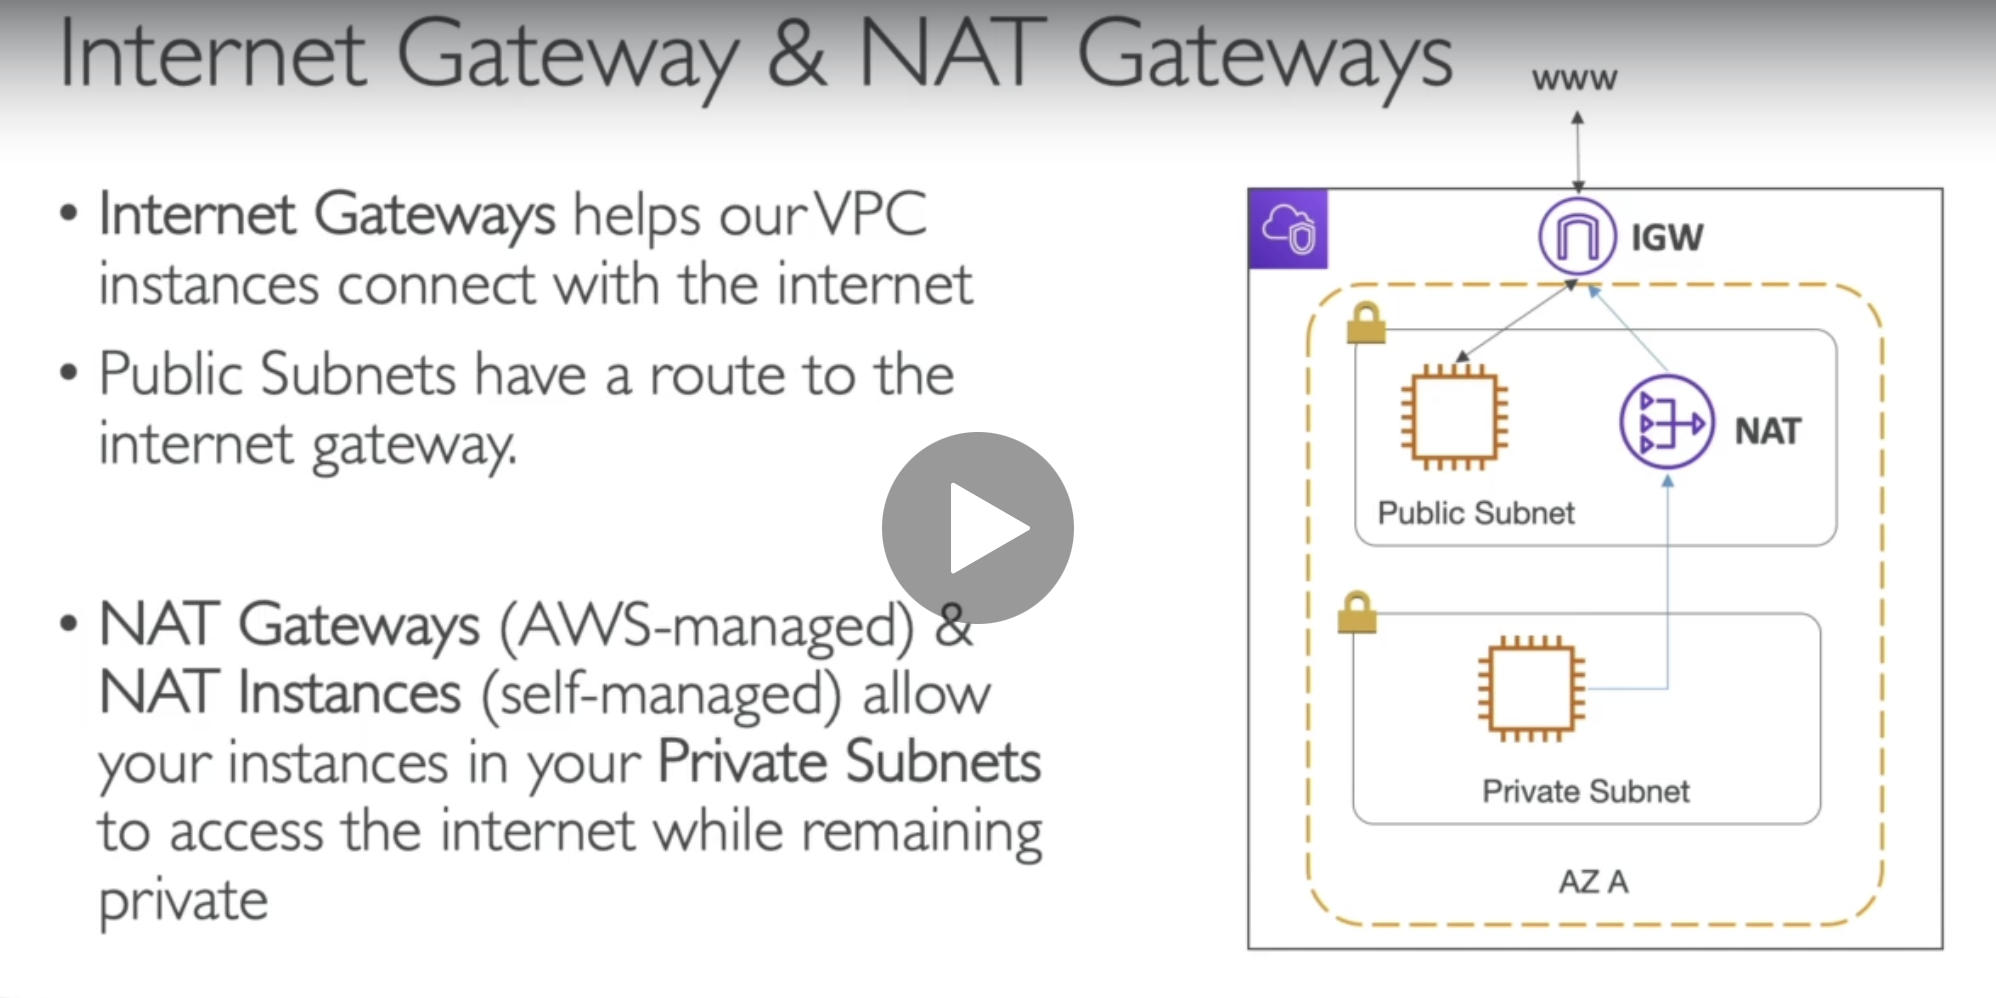 Internet Gateway & NAT Gateways
• Internet Gateways helps our VPC
instances connect with the internet
• Public Subnets have a route to the
internet gateway.
• NAT Gateways (AWS-managed) &
NAT Instances (self-managed) allow
your instances in your Private Subnets
to access the internet while remaining
private
www
IGW
NAT
Public Subnet
Private Subnet
AZ A